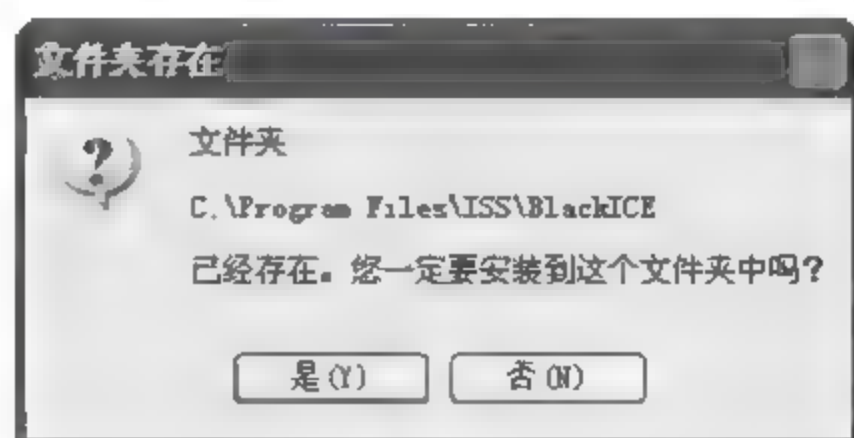 文件夹存在
文件夹
C:\Program Files\ISS\BlackICE
已经存在。您一定要安装到这个文件夹中吗?
是(Y)
否(N)